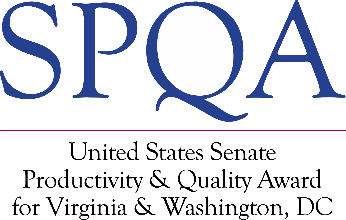 SPQA
United States Senate
Productivity & Quality Award
for Virginia & Washington, DC